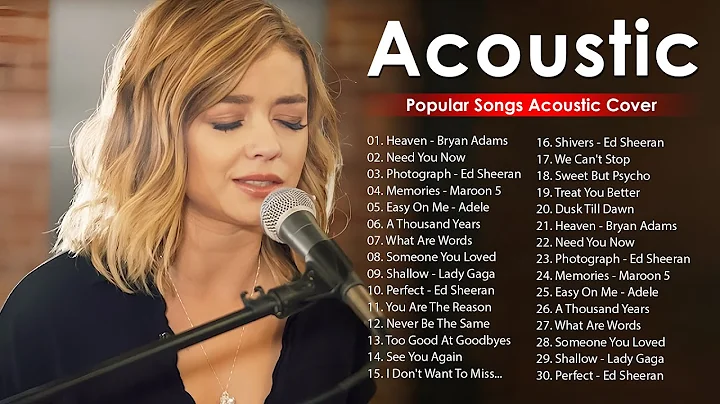 Acoustic
Popular Songs Acoustic Cover
01. Heaven - Bryan Adams
02. Need You Now
03. Photograph - Ed Sheeran
04. Memories - Maroon 5
05. Easy On Me - Adele
06. A Thousand Years
07. What Are Words
08. Someone You Loved
09. Shallow - Lady Gaga
10. Perfect - Ed Sheeran
11. You Are The Reason
12. Never Be The Same
13. Too Good At Goodbyes
14. See You Again
15. I Don't Want To Miss...
16. Shivers - Ed Sheeran
17. We Can't Stop
18. Sweet But Psycho
19. Treat You Better
20. Dusk Till Dawn
21. Heaven - Bryan Adams
22. Need You Now
23. Photograph - Ed Sheeran
24. Memories - Maroon 5
25. Easy On Me - Adele
26. A Thousand Years
27. What Are Words
28. Someone You Loved
29. Shallow - Lady Gaga
30. Perfect - Ed Sheeran